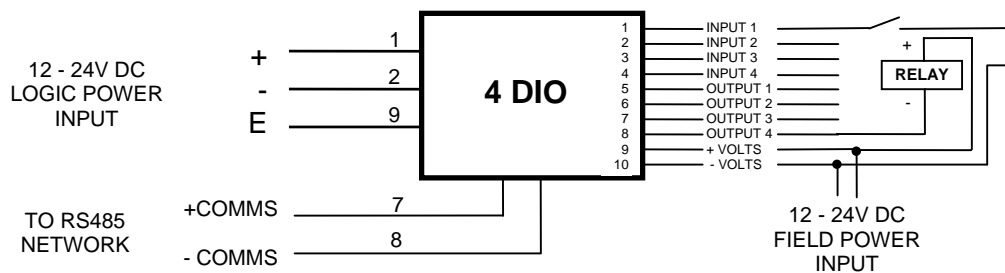 12 - 24V DC
LOGIC POWER
INPUT
+
-
E
1
2
9
4 DIO
1
2
3
4
5
6
7
8
9
10
INPUT 1
INPUT 2
INPUT 3
INPUT 4
OUTPUT 1
OUTPUT 2
OUTPUT 3
OUTPUT 4
+ VOLTS
- VOLTS
+
RELAY
-
12 - 24V DC
FIELD POWER
INPUT
TO RS485
NETWORK
+COMMS
- COMMS
7
8